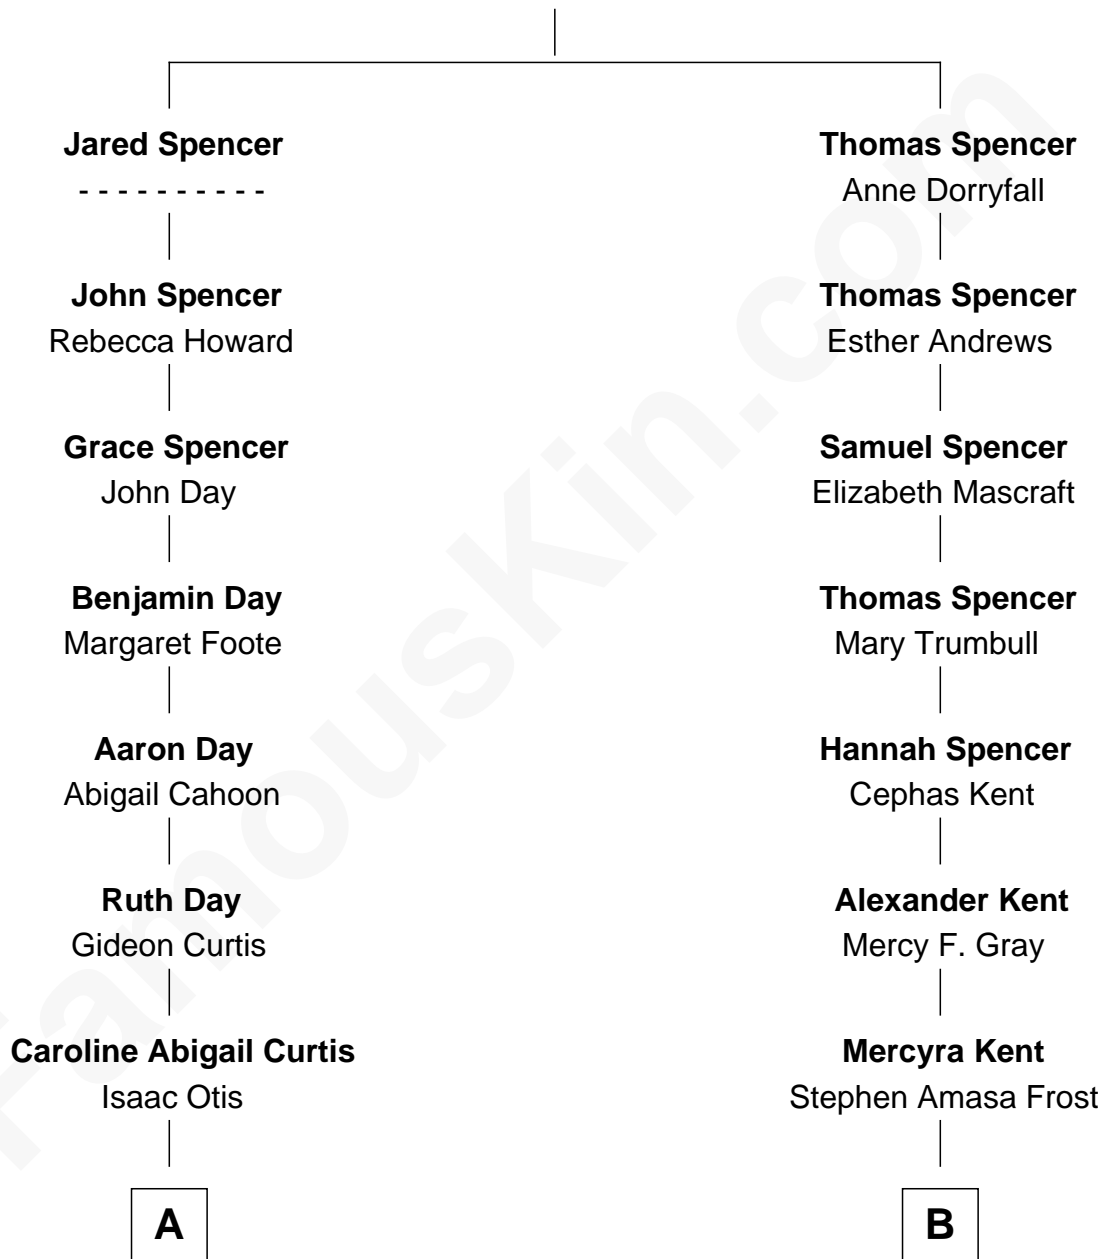 Jared Spencer
- - - - - - - - - -
John Spencer
Rebecca Howard
Grace Spencer
John Day
Benjamin Day
Margaret Foote
Aaron Day
Abigail Cahoon
Ruth Day
Gideon Curtis
Caroline Abigail Curtis
Isaac Otis
A
Thomas Spencer
Anne Dorryfall
Thomas Spencer
Esther Andrews
Samuel Spencer
Elizabeth Mascraft
Thomas Spencer
Mary Trumbull
Hannah Spencer
Cephas Kent
Alexander Kent
Mercy F. Gray
Mercyra Kent
Stephen Amasa Frost
B
FamousKin.com